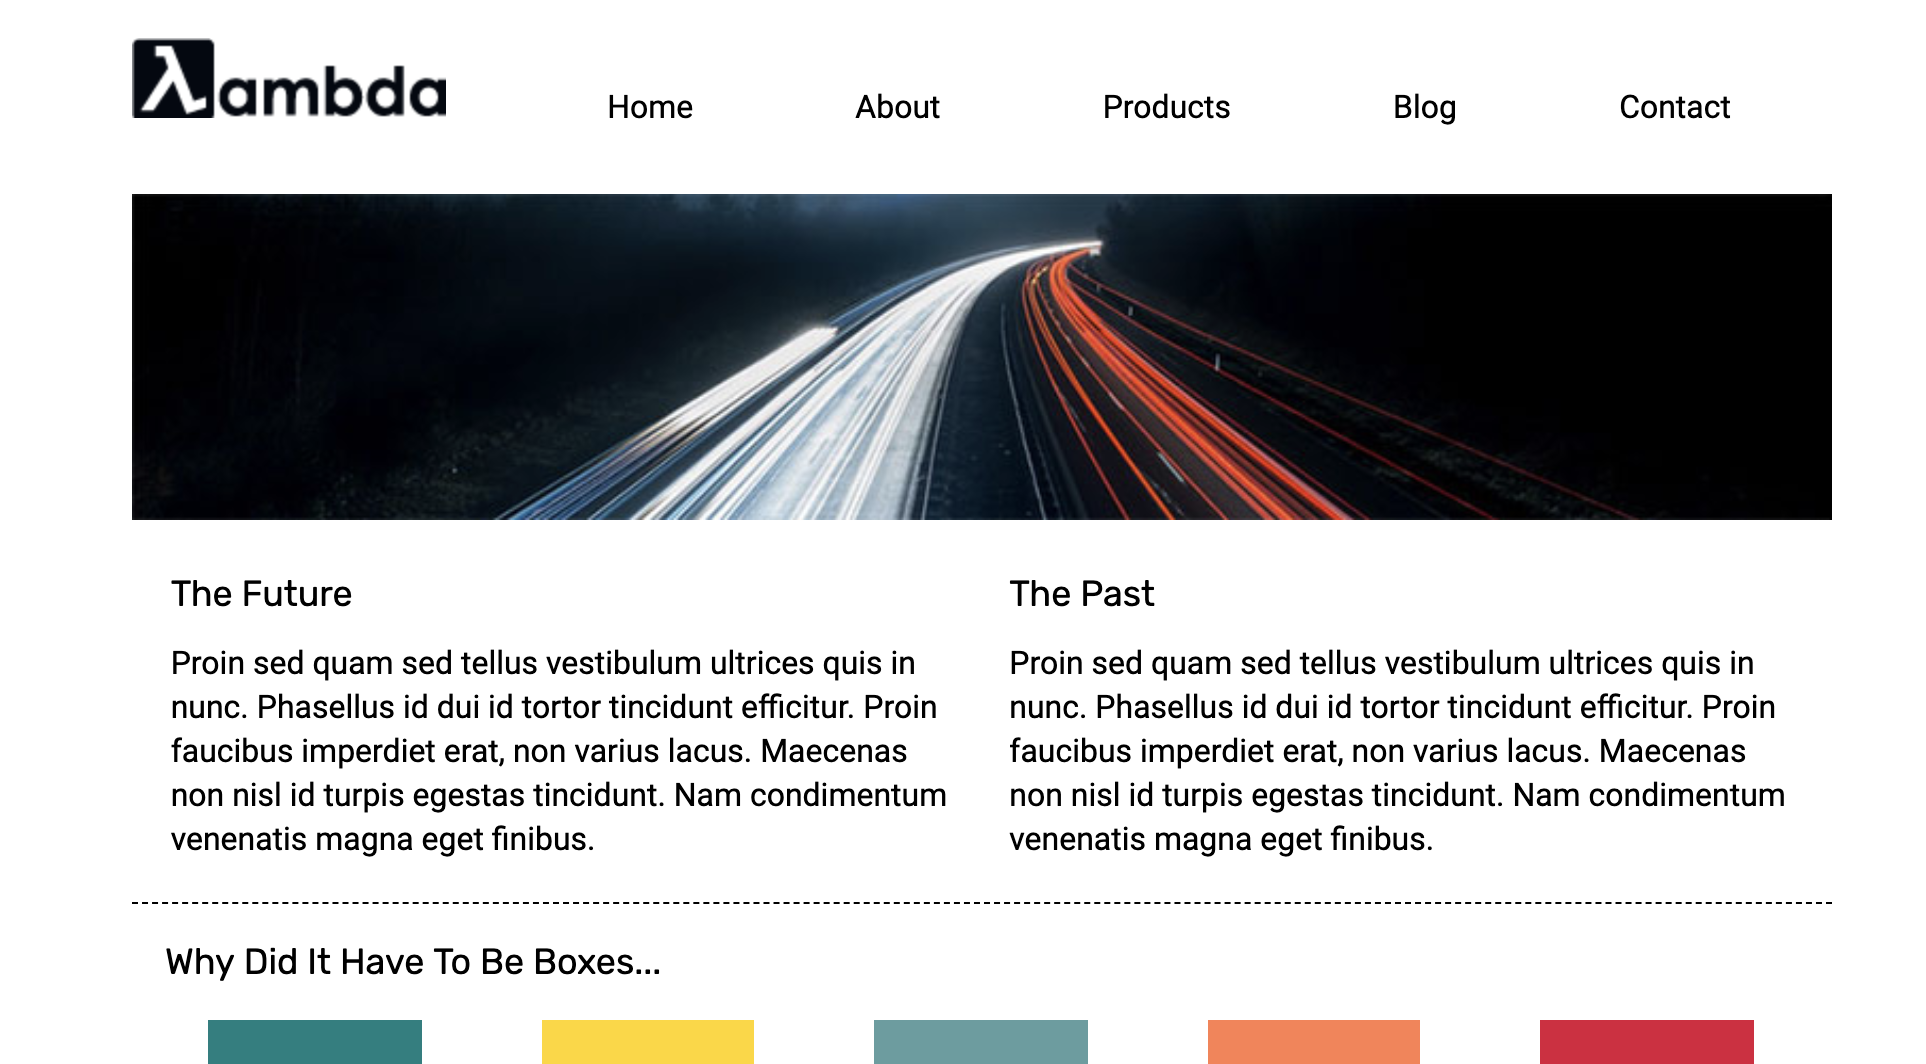 λambda
Home About Products Blog Contact
The Future
Proin sed quam sed tellus vestibulum ultrices quis in
nunc. Phasellus id dui id tortor tincidunt efficitur. Proin
faucibus imperdiet erat, non varius lacus. Maecenas
non nisl id turpis egestas tincidunt. Nam condimentum
venenatis magna eget finibus.
The Past
Proin sed quam sed tellus vestibulum ultrices quis in
nunc. Phasellus id dui id tortor tincidunt efficitur. Proin
faucibus imperdiet erat, non varius lacus. Maecenas
non nisl id turpis egestas tincidunt. Nam condimentum
venenatis magna eget finibus.
Why Did It Have To Be Boxes...